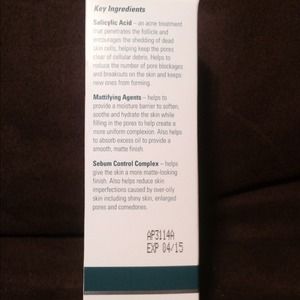 Key Ingredients
Salicylic Acid – an acne treatment
that penetrates the follicle and
encourages the shedding of dead
skin cells, helping keep the pores
clear of cellular debris. Helps to
reduce the number of pore blockages
and breakouts on the skin and keeps
new ones from forming.
Mattifying Agents – helps to
provide a moisture barrier to soften,
soothe and hydrate the skin while
filling in the pores to help create a
more uniform complexion. Also helps
to absorb excess oil to provide a
smooth, matte finish.
Sebum Control Complex – helps
give the skin a more matte-looking
finish. Also helps reduce skin
imperfections caused by over-oily
skin including shiny skin, enlarged
pores and comedones.
AP3114A
EXP 04/15